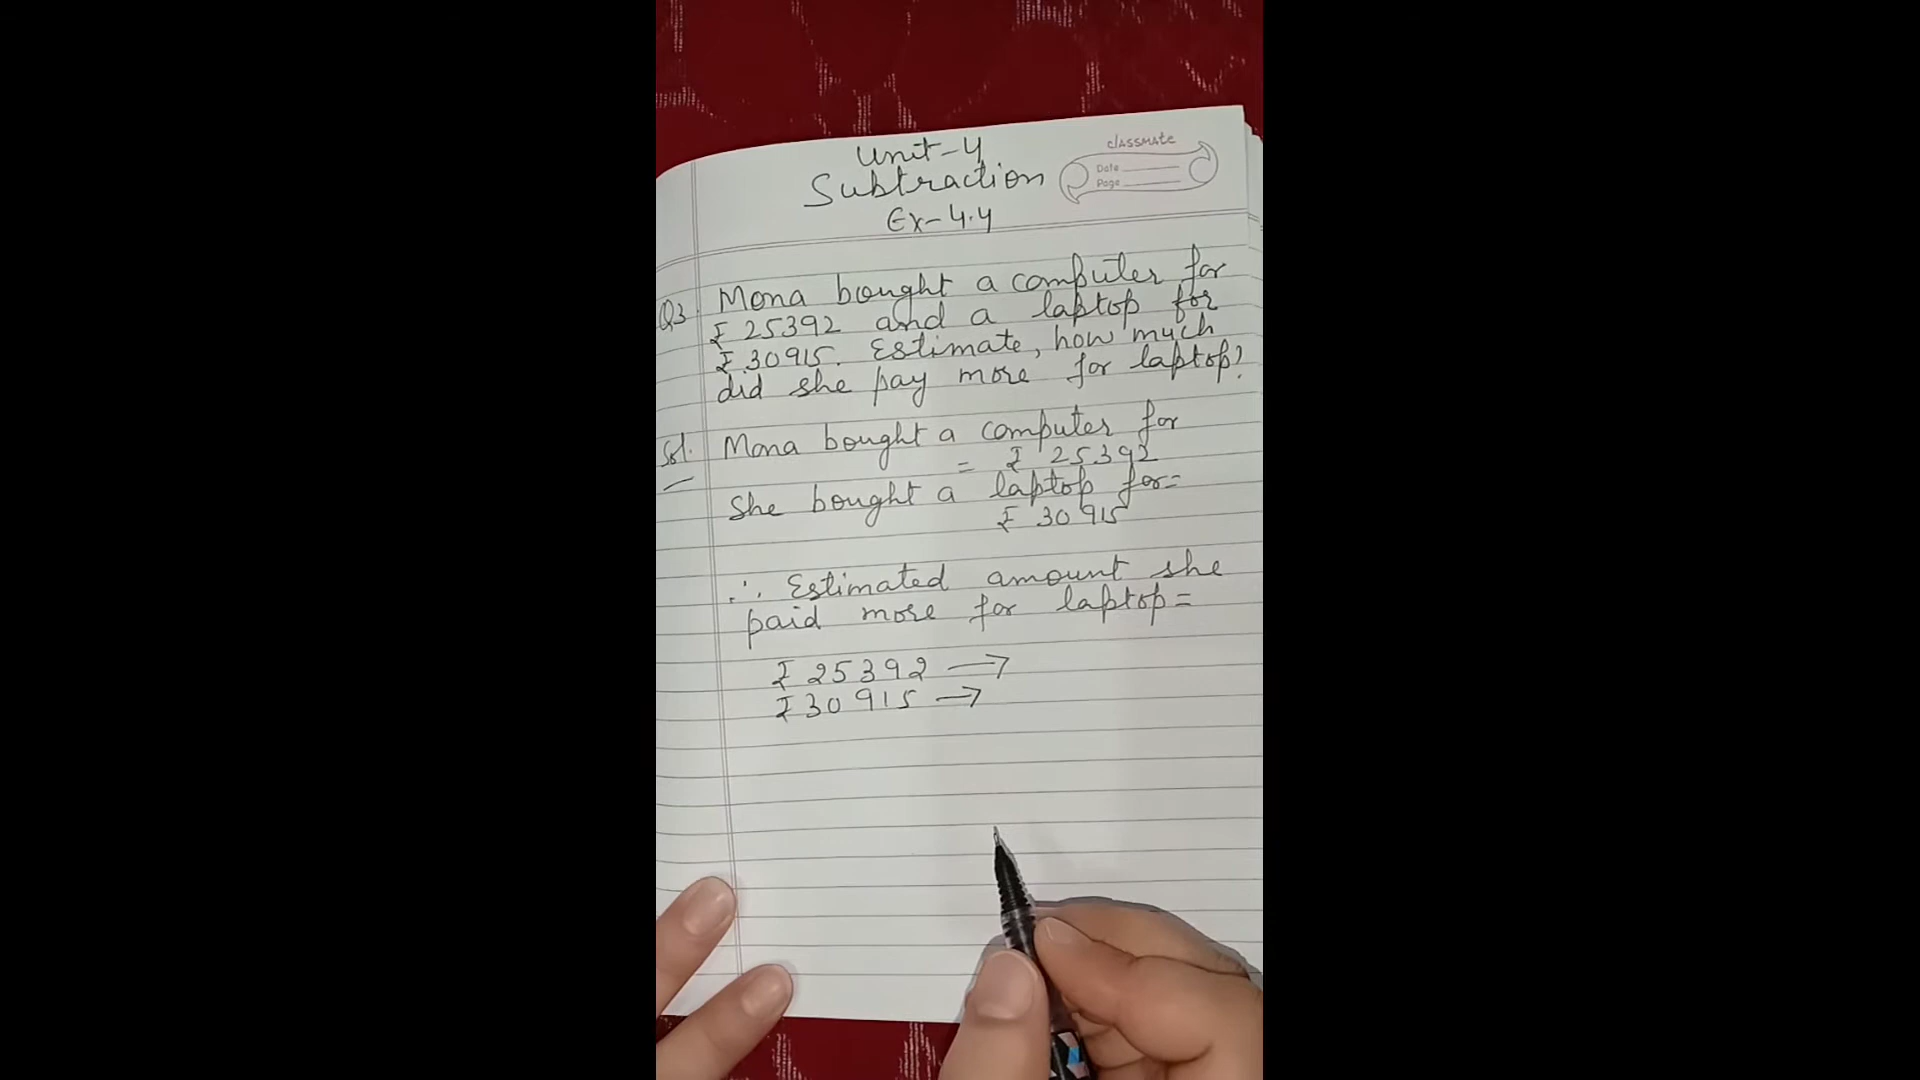 Unit-4
Subtraction
Ex-4.4
classmate
Date
Page
Q3. Mona bought a computer for
₹ 25392 and a laptop for
₹ 30915. Estimate, how much
did she pay more for laptop?
Sol. Mona bought a computer for
= ₹ 25392
She bought a laptop for=
₹ 30915
∴ Estimated amount she
paid more for laptop=
₹ 25392 →
₹ 30915 →